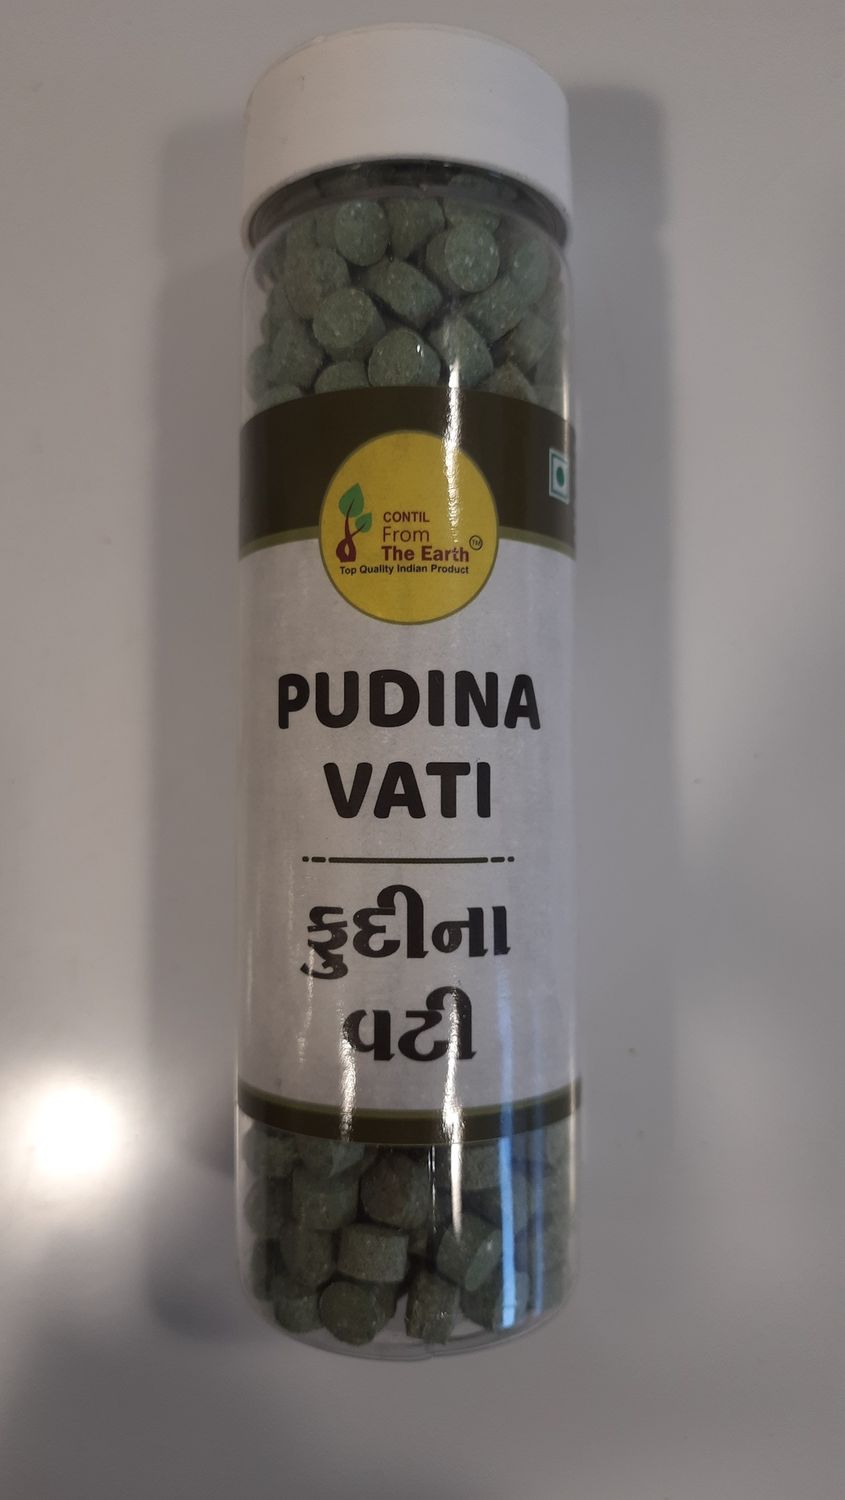 CONTIL
From
The Earth TM
Top Quality Indian Product
PUDINA
VATI
ફુદીના
વટી